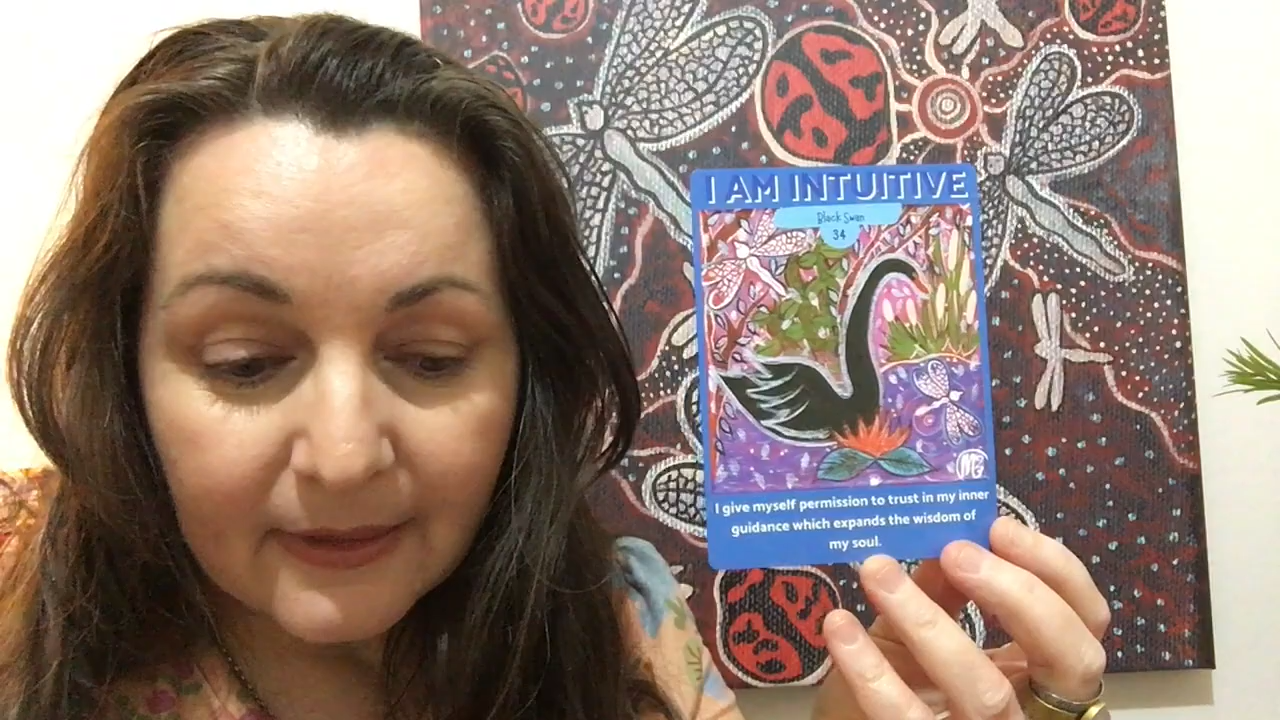 I AM INTUITIVE
Black Swan
34
MG
I give myself permission to trust in my inner
guidance which expands the wisdom of
my soul.